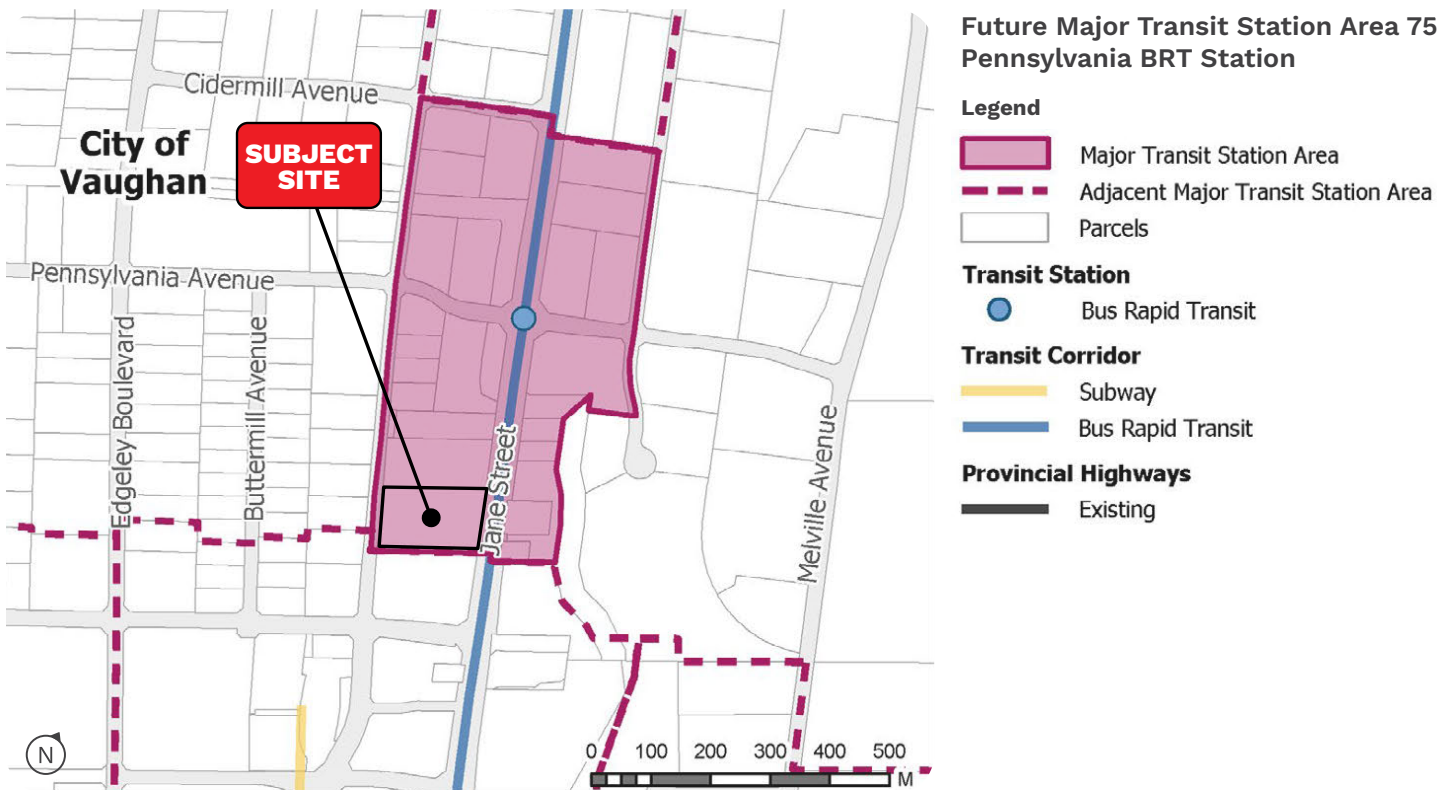 Future Major Transit Station Area 75
Pennsylvania BRT Station
Legend
Major Transit Station Area
Adjacent Major Transit Station Area
Parcels
Transit Station
Bus Rapid Transit
Transit Corridor
Subway
Bus Rapid Transit
Provincial Highways
Existing
Cidermill Avenue
City of
Vaughan
SUBJECT
SITE
Pennsylvania Avenue
Edgeley Boulevard
Buttermill Avenue
Jane Street
Melville Avenue
N
0 100 200 300 400 500
M